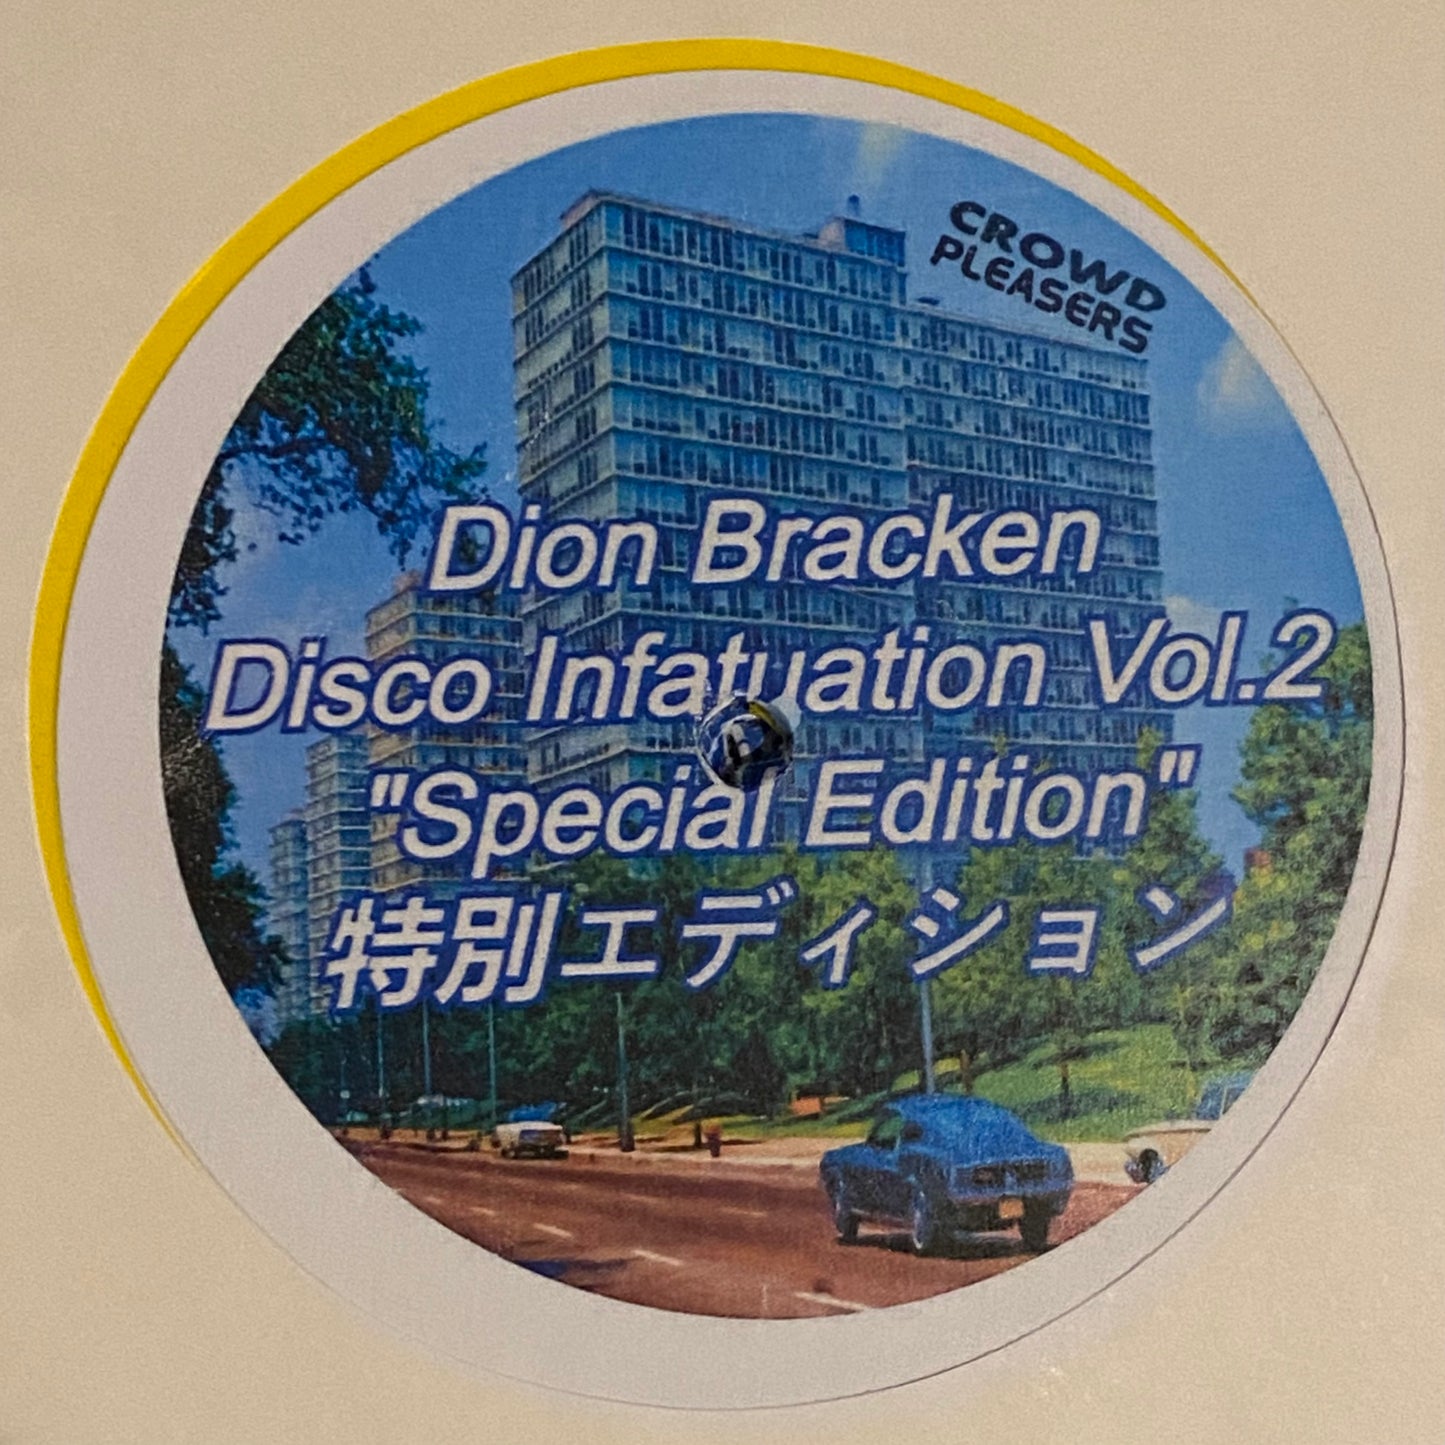 CROWD
PLEASERS
Dion Bracken
Disco Infatuation Vol.2
"Special Edition"
特別エディション